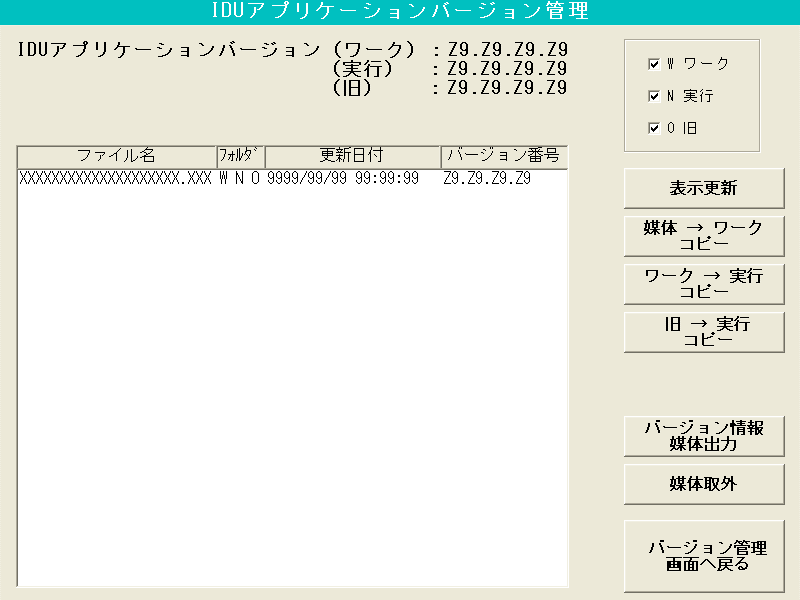 IDUアプリケーションバージョン管理
IDUアプリケーションバージョン（ワーク）：Z9.Z9.Z9.Z9
（実行）：Z9.Z9.Z9.Z9
（旧）：Z9.Z9.Z9.Z9
W ワーク
N 実行
O 旧
ファイル名 ﾌｫﾙﾀﾞ 更新日付 バージョン番号
XXXXXXXXXXXXXXXXXXXX.XXX W N O 9999/99/99 99:99:99 Z9.Z9.Z9.Z9
表示更新
媒体 → ワーク
コピー
ワーク → 実行
コピー
旧 → 実行
コピー
バージョン情報
媒体出力
媒体取外
バージョン管理
画面へ戻る